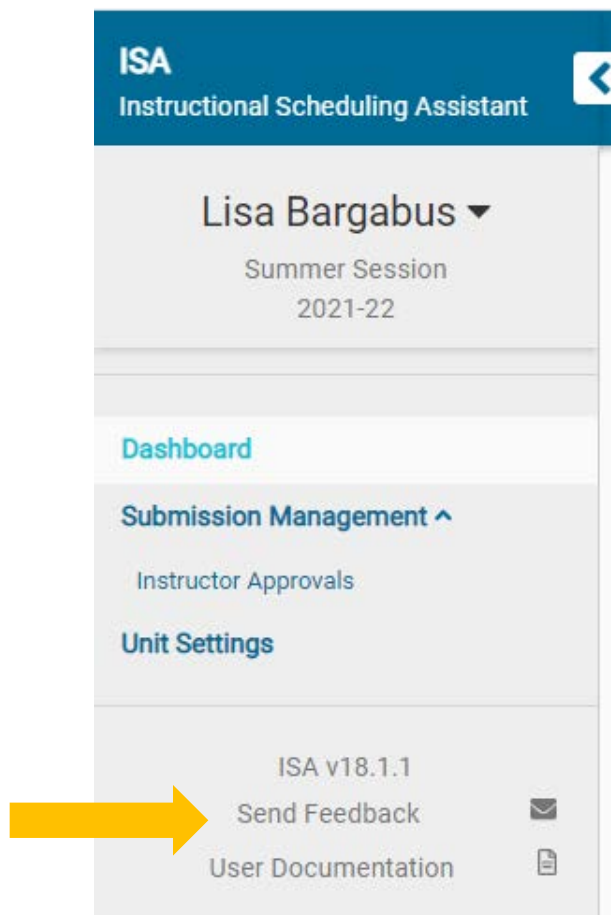 ISA
Instructional Scheduling Assistant
Lisa Bargabus
Summer Session
2021-22
Dashboard
Submission Management
Instructor Approvals
Unit Settings
ISA v18.1.1
Send Feedback
User Documentation